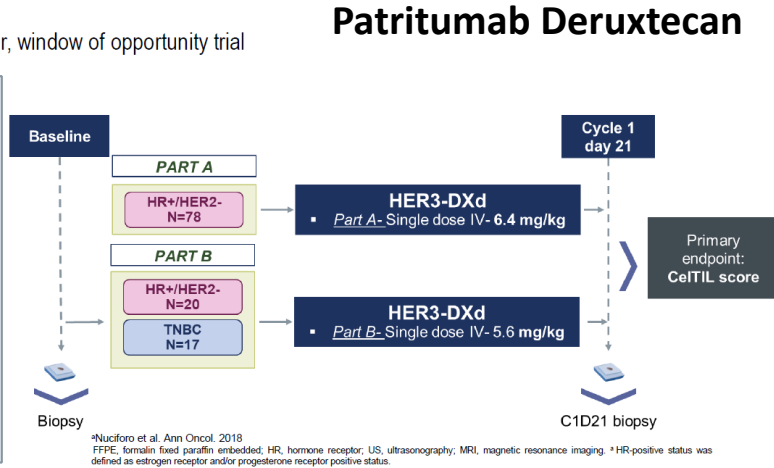 Patritumab Deruxtecan
r, window of opportunity trial
Baseline
Cycle 1
day 21
PART A
HR+/HER2-
N=78
HER3-DXd
▪ Part A- Single dose IV- 6.4 mg/kg
Primary
endpoint:
CelTIL score
PART B
HR+/HER2-
N=20
TNBC
N=17
HER3-DXd
▪ Part B- Single dose IV- 5.6 mg/kg
Biopsy
C1D21 biopsy
ᵃNuciforo et al. Ann Oncol. 2018
FFPE, formalin fixed paraffin embedded; HR, hormone receptor; US, ultrasonography; MRI, magnetic resonance imaging. ᵃ HR-positive status was
defined as estrogen receptor and/or progesterone receptor positive status.